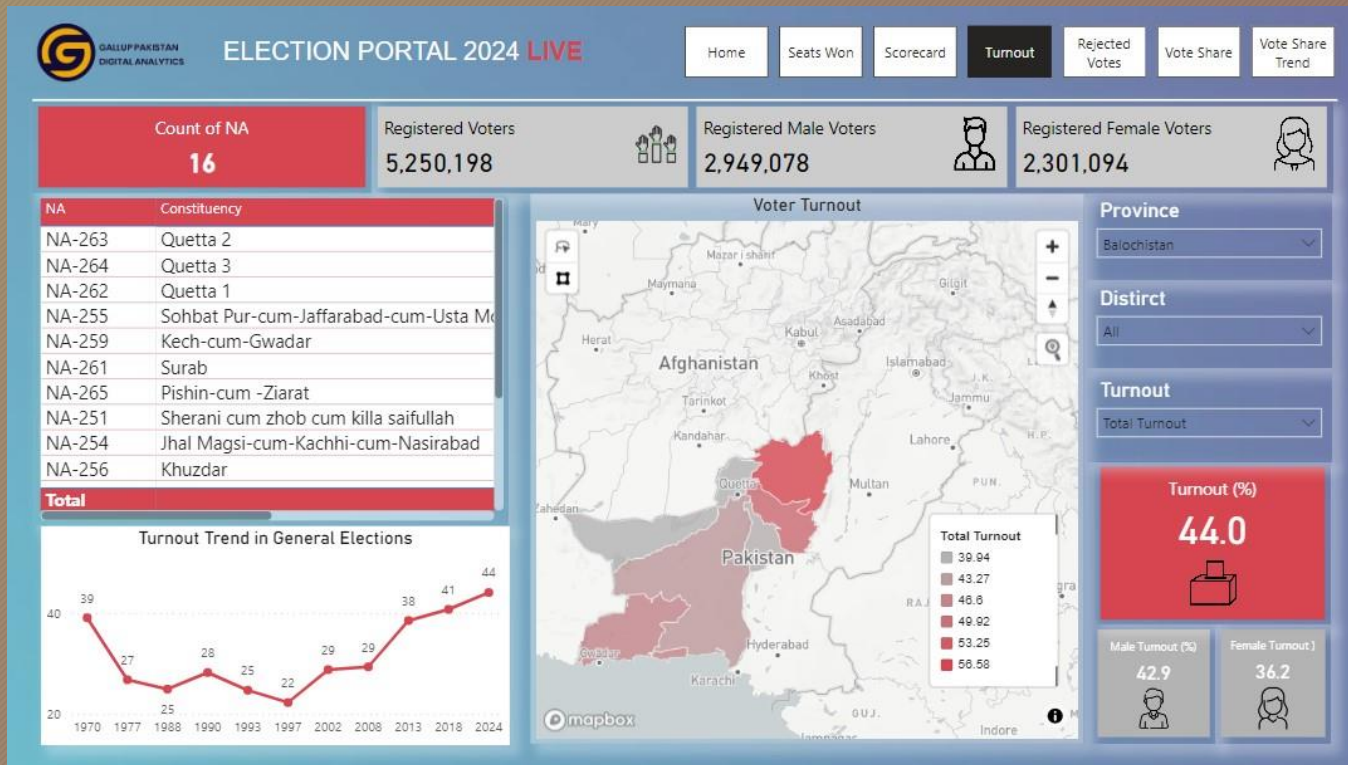 GALLUP PAKISTAN
DIGITAL ANALYTICS
ELECTION PORTAL 2024 LIVE
Home
Seats Won
Scorecard
Turnout
Rejected
Votes
Vote Share
Vote Share
Trend
Count of NA
16
Registered Voters
5,250,198
Registered Male Voters
2,949,078
Registered Female Voters
2,301,094
NA Constituency
NA-263 Quetta 2
NA-264 Quetta 3
NA-262 Quetta 1
NA-255 Sohbat Pur-cum-Jaffarabad-cum-Usta
NA-259 Kech-cum-Gwadar
NA-261 Surab
NA-265 Pishin-cum -Ziarat
NA-251 Sherani cum zhob cum killa saifullah
NA-254 Jhal Magsi-cum-Kachhi-cum-Nasirabad
NA-256 Khuzdar
Total
Turnout Trend in General Elections
40
20
39
27
25
28
25
22
29
29
38
41
44
1970 1977 1988 1990 1993 1997 2002 2008 2013 2018 2024
Voter Turnout
Mary
Mazar i sharif
Maymana
Gilgit
Herat
Kabul
Asadabad
Afghanistan
Khost
Islamabad
J.K.
Tarinkot
Jammu
Kandahar
Lahore
H.P.
Quetta
Multan
PUN.
Zahedan
Pakistan
RAJ
Gwadar
Hyderabad
Karachi
GUJ.
Indore
Jamnagar
mapbox
Total Turnout
39.94
43.27
46.6
49.92
53.25
56.58
Province
Balochistan
Distirct
All
Turnout
Total Turnout
Turnout (%)
44.0
Male Turnout (%)
42.9
Female Turnout )
36.2